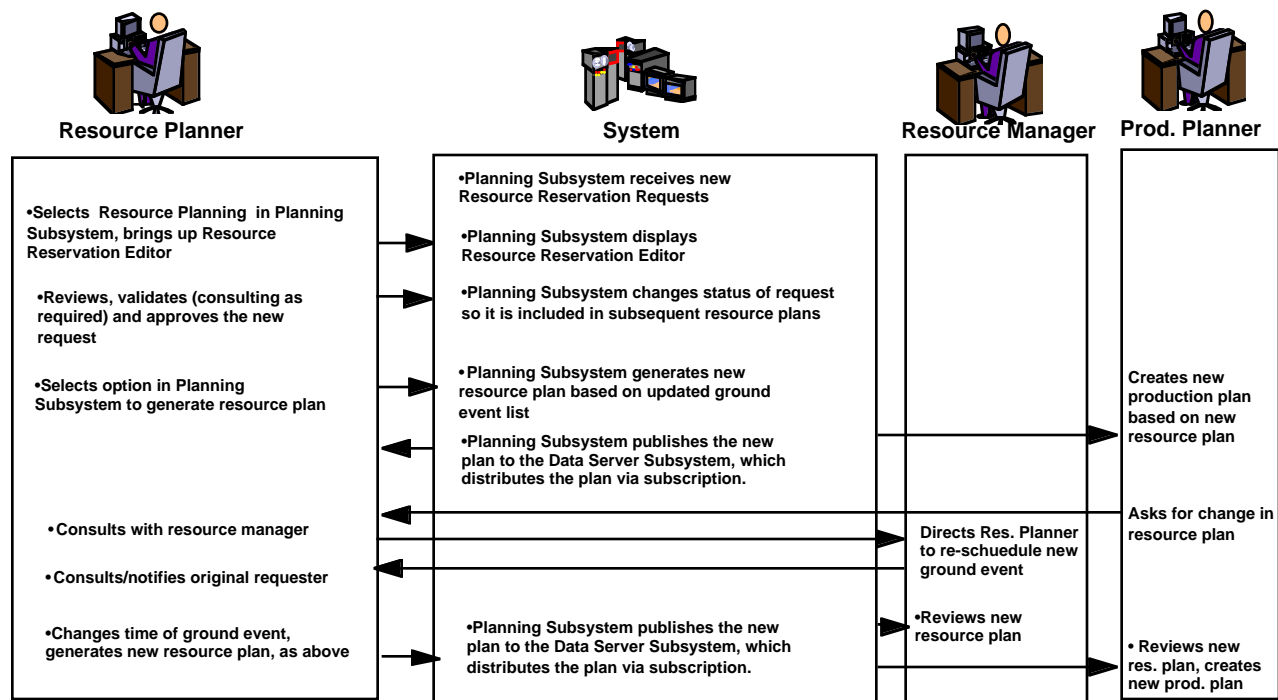 Resource Planner
System
Resource Manager
Prod. Planner
•Selects Resource Planning in Planning
Subsystem, brings up Resource
Reservation Editor
•Reviews, validates (consulting as
required) and approves the new
request
•Selects option in Planning
Subsystem to generate resource plan
•Consults with resource manager
•Consults/notifies original requester
•Changes time of ground event,
generates new resource plan, as above
•Planning Subsystem receives new
Resource Reservation Requests
•Planning Subsystem displays
Resource Reservation Editor
•Planning Subsystem changes status of request
so it is included in subsequent resource plans
•Planning Subsystem generates new
resource plan based on updated ground
event list
•Planning Subsystem publishes the new
plan to the Data Server Subsystem, which
distributes the plan via subscription.
•Planning Subsystem publishes the new
plan to the Data Server Subsystem, which
distributes the plan via subscription.
Directs Res. Planner
to re-schuedule new
ground event
•Reviews new
resource plan
Creates new
production plan
based on new
resource plan
Asks for change in
resource plan
• Reviews new
res. plan, creates
new prod. plan